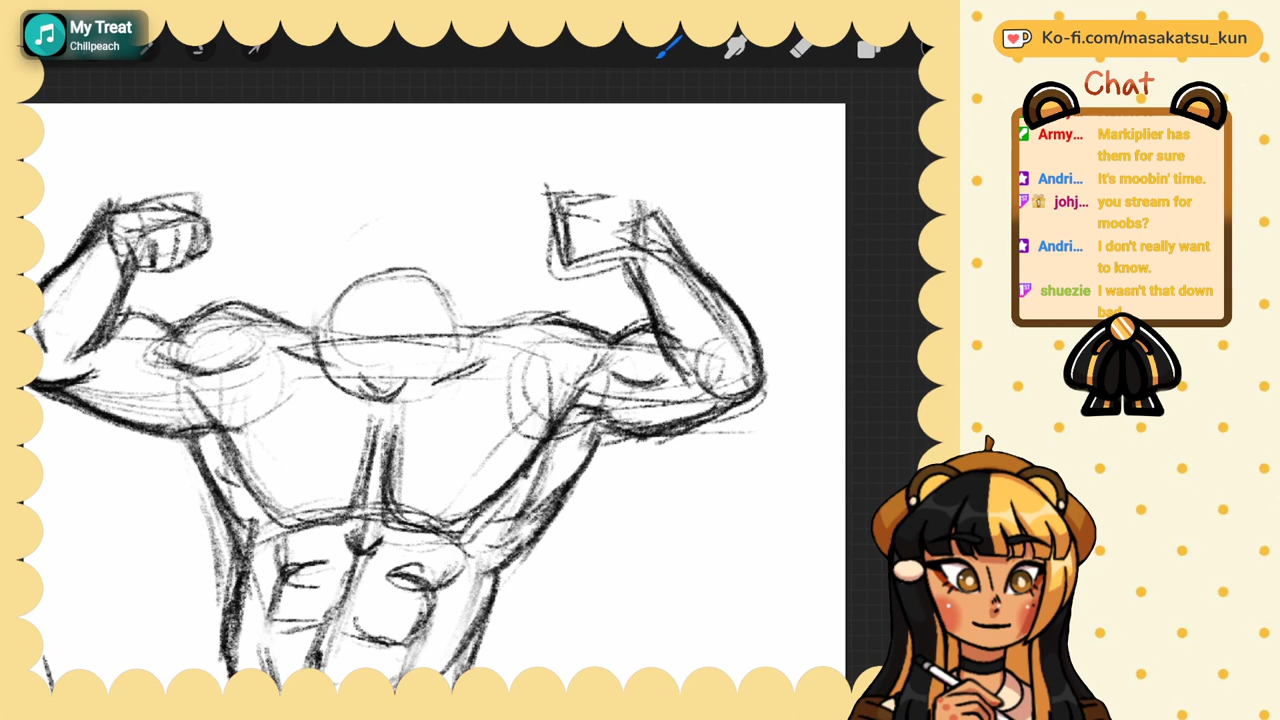 My Treat
Chillpeach
Ko-fi.com/masakatsu_kun
Chat
Army... Markiplier has
them for sure
Andri... It's moobin' time.
johj... you stream for
moobs?
Andri... I don't really want
to know.
shuezie I wasn't that down
bad